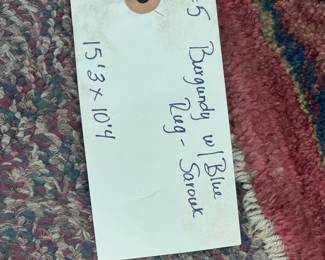 5 Burgundy w/ Blue
Rug - Sarouk
15'3 x 10'4